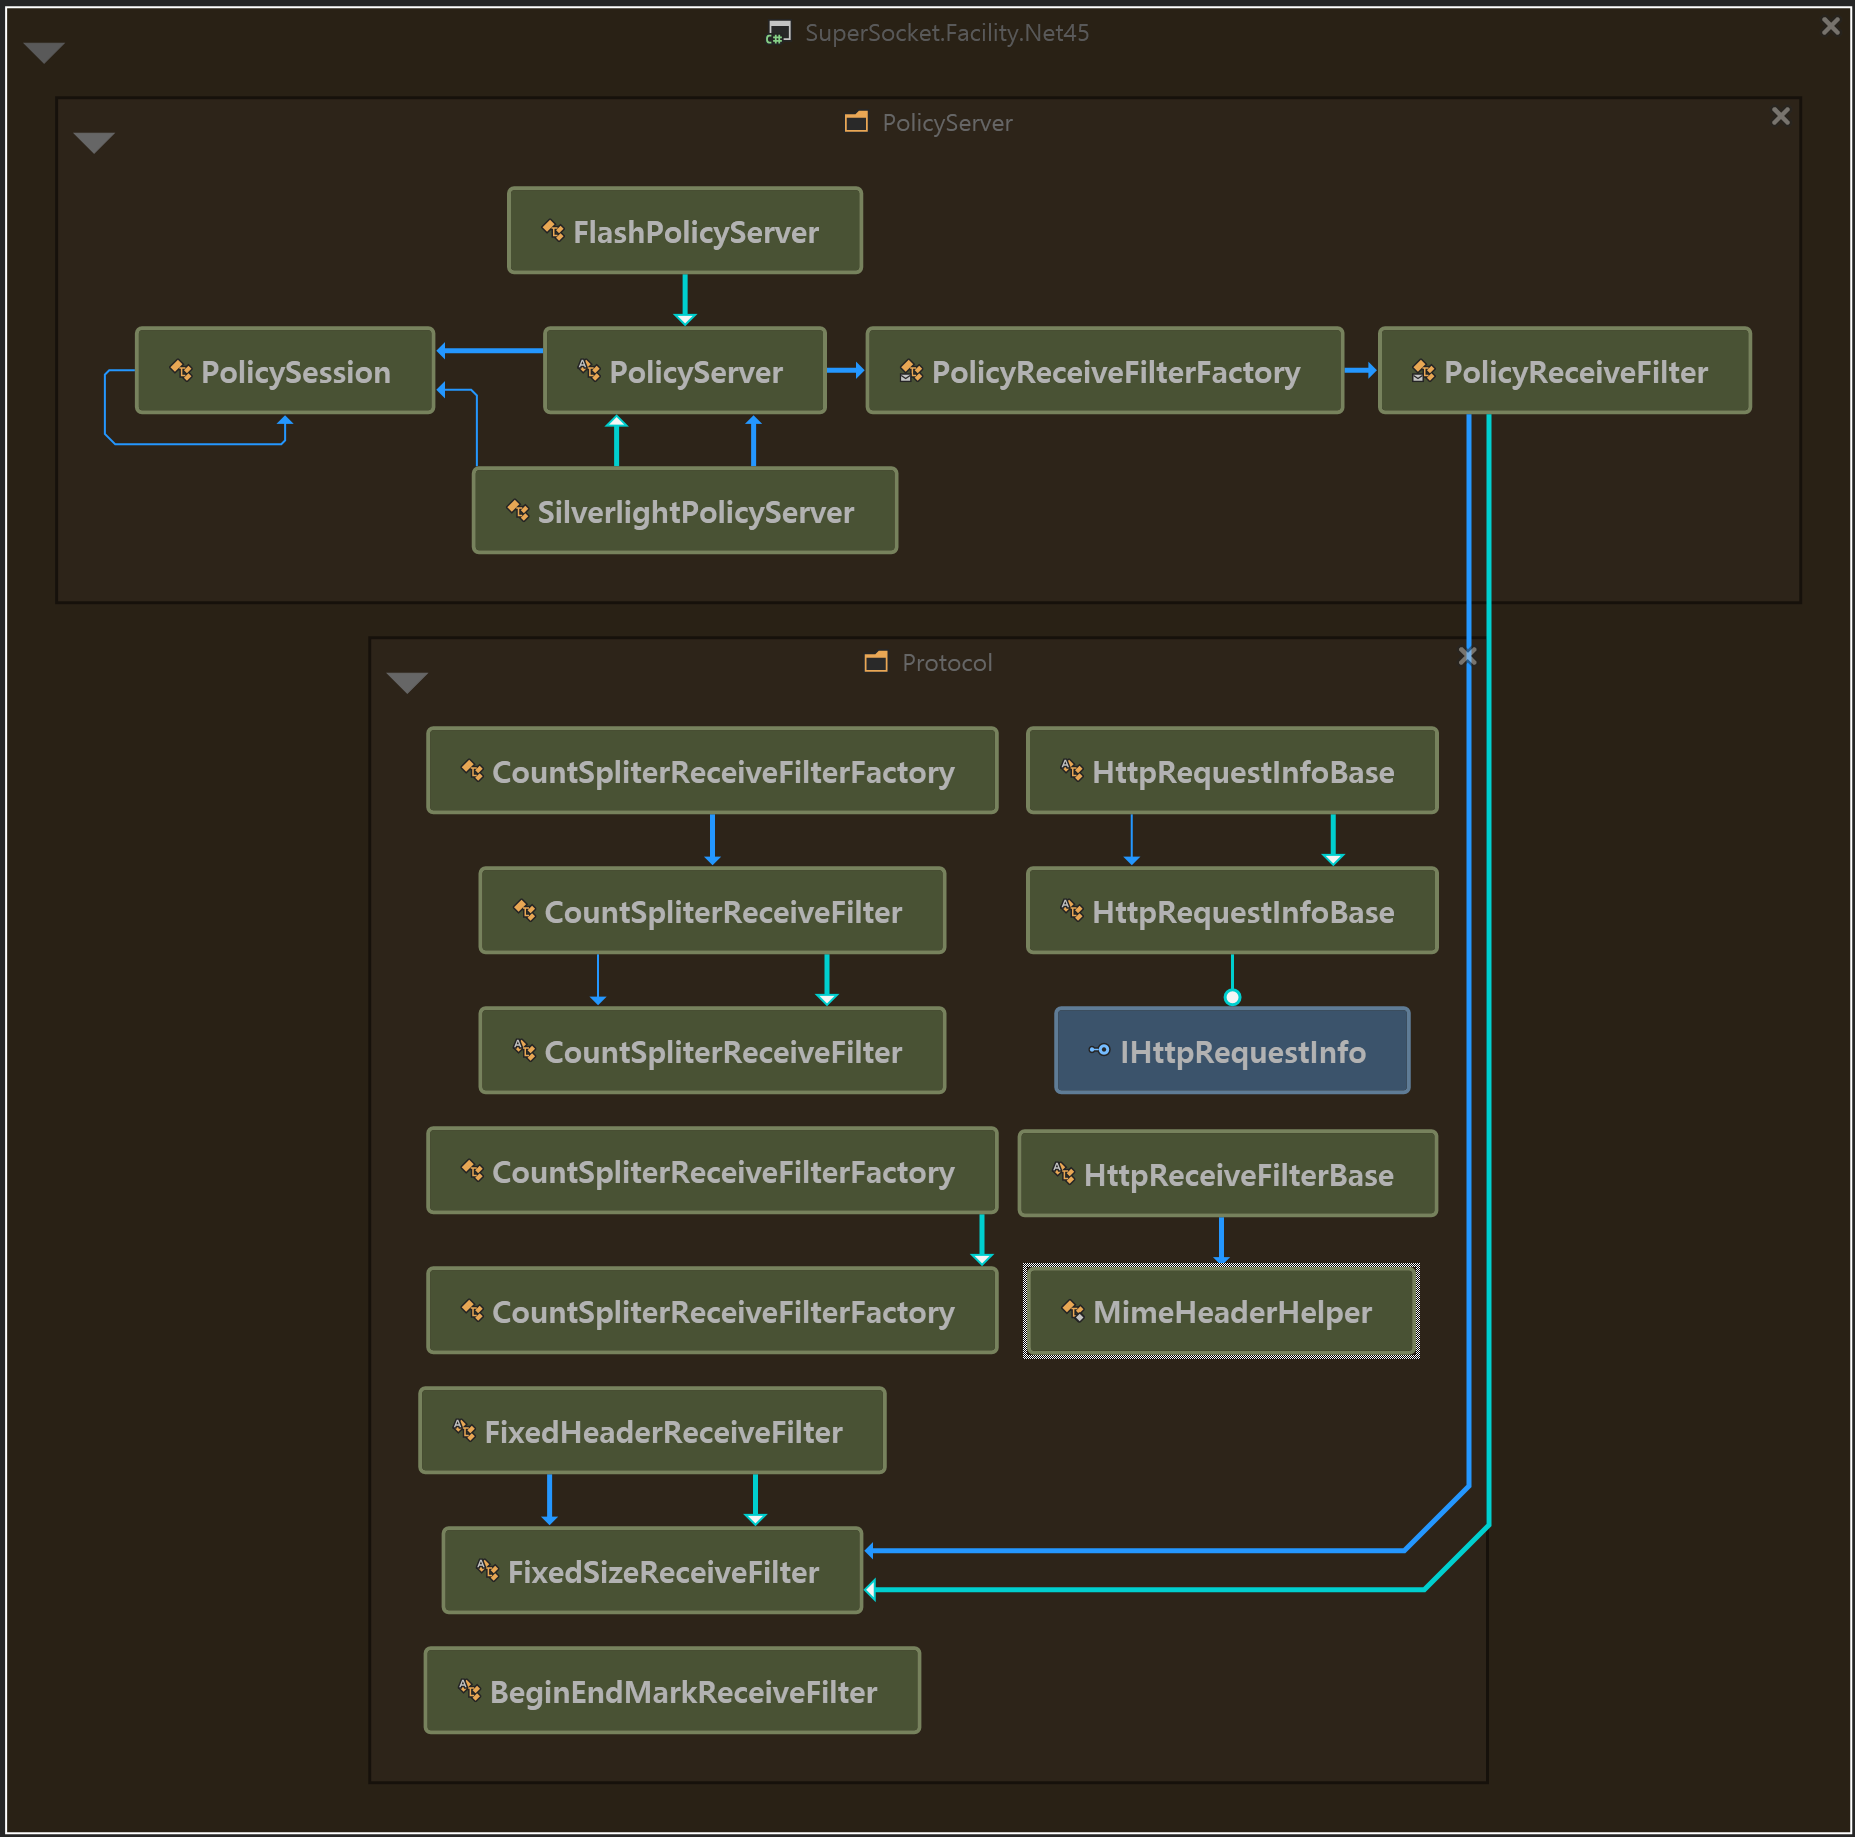 SuperSocket.Facility.Net45
PolicyServer
FlashPolicyServer
PolicySession
PolicyServer
PolicyReceiveFilterFactory
PolicyReceiveFilter
SilverlightPolicyServer
Protocol
CountSpliterReceiveFilterFactory
HttpRequestInfoBase
CountSpliterReceiveFilter
HttpRequestInfoBase
CountSpliterReceiveFilter
IHttpRequestInfo
CountSpliterReceiveFilterFactory
HttpReceiveFilterBase
CountSpliterReceiveFilterFactory
MimeHeaderHelper
FixedHeaderReceiveFilter
FixedSizeReceiveFilter
BeginEndMarkReceiveFilter